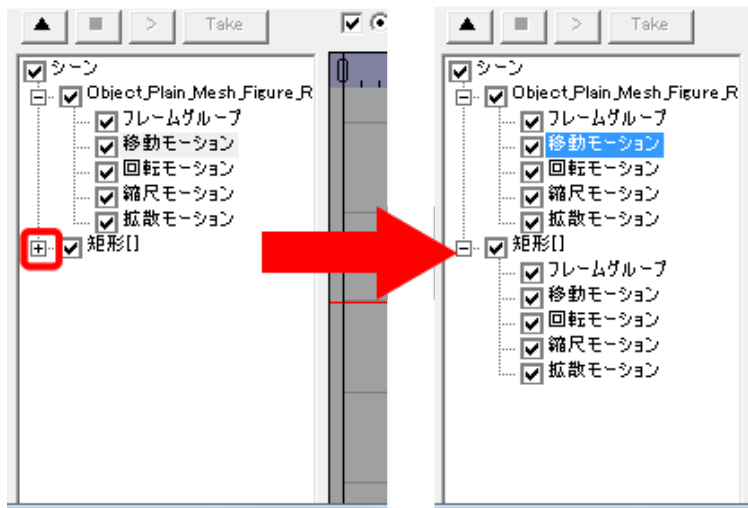 Take
シーン
Object_Plain_Mesh_Figure_R
フレームグループ
移動モーション
回転モーション
縮尺モーション
拡散モーション
矩形[]
Take
シーン
Object_Plain_Mesh_Figure_R
フレームグループ
移動モーション
回転モーション
縮尺モーション
拡散モーション
矩形[]
フレームグループ
移動モーション
回転モーション
縮尺モーション
拡散モーション